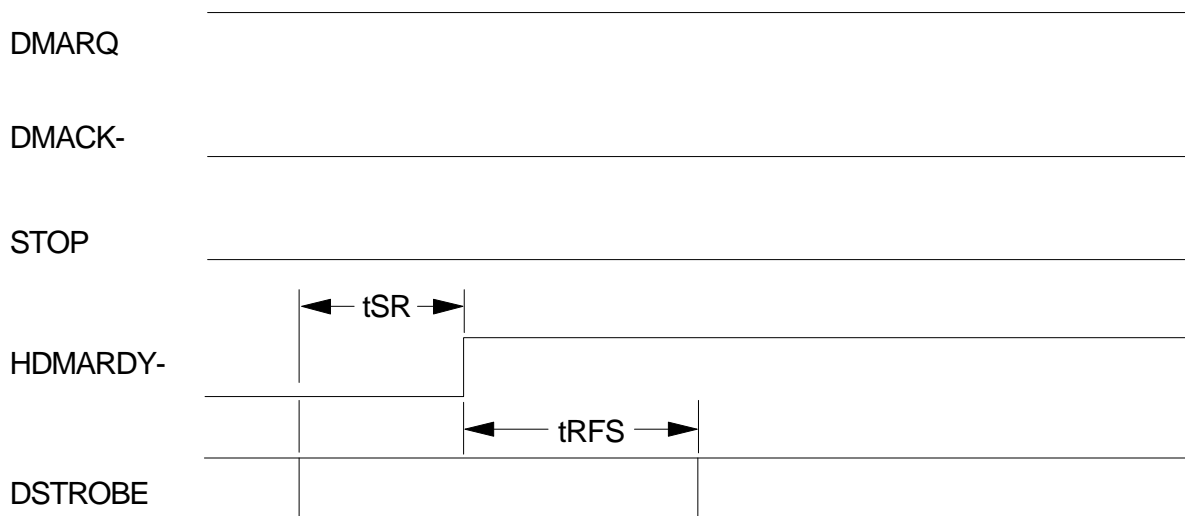 DMARQ
DMACK-
STOP
tSR
HDMARDY-
tRFS
DSTROBE